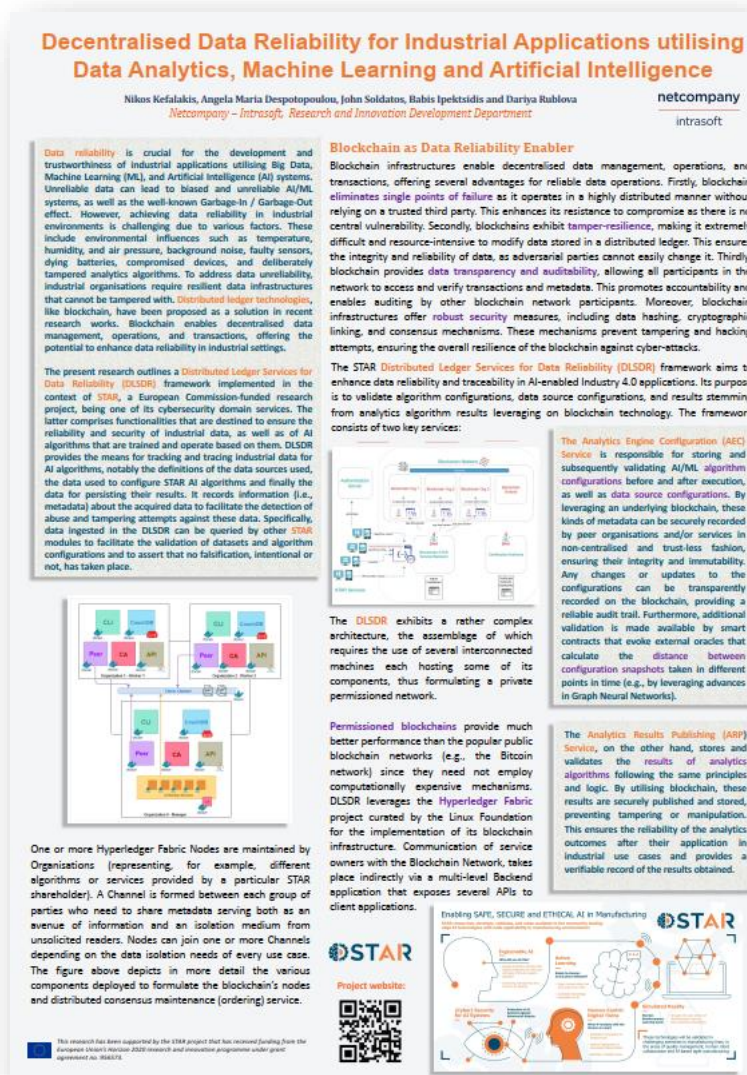 Decentralised Data Reliability for Industrial Applications utilising
Data Analytics, Machine Learning and Artificial Intelligence
Nikos Kefalakis, Angela Maria Despotopoulou, John Soldatos, Babis Ipektsidis and Dariya Rublova
Netcompany – Intrasoft, Research and Innovation Development Department
netcompany
intrasoft
Data reliability is crucial for the development and
trustworthiness of industrial applications utilising Big Data,
Machine Learning (ML), and Artificial Intelligence (AI) systems.
Unreliable data can lead to biased and unreliable AI/ML
systems, as well as the well-known Garbage-In / Garbage-Out
effect. However, achieving data reliability in industrial
environments is challenging due to various factors. These
include environmental influences such as temperature,
humidity, and air pressure, background noise, faulty sensors,
dying batteries, compromised devices, and deliberately
tampered analytics algorithms. To address data unreliability,
industrial organisations require resilient data infrastructures
that cannot be tampered with. Distributed ledger technologies,
like blockchain, have been proposed as a solution in recent
research works. Blockchain enables decentralised data
management, operations, and transactions, offering the
potential to enhance data reliability in industrial settings.
The present research outlines a Distributed Ledger Services for
Data Reliability (DLSDR) framework implemented in the
context of STAR, a European Commission-funded research
project, being one of its cybersecurity domain services. The
latter comprises functionalities that are destined to ensure the
reliability and security of industrial data, as well as of AI
algorithms that are trained and operate based on them. DLSDR
provides the means for tracking and tracing industrial data for
AI algorithms, notably the definitions of the data sources used,
the data used to configure STAR AI algorithms and finally the
data for persisting their results. It records information (i.e.,
metadata) about the acquired data to facilitate the detection of
abuse and tampering attempts against these data. Specifically,
data ingested in the DLSDR can be queried by other STAR
modules to facilitate the validation of datasets and algorithm
configurations and to assert that no falsification, intentional or
not, has taken place.
CLI
CouchDB
Peer
CA
API
CLI
CouchDB
Peer
CA
API
CLI
CouchDB
Peer
CA
API
One or more Hyperledger Fabric Nodes are maintained by
Organisations (representing, for example, different
algorithms or services provided by a particular STAR
shareholder). A Channel is formed between each group of
parties who need to share metadata serving both as an
avenue of information and an isolation medium from
unsolicited readers. Nodes can join one or more Channels
depending on the data isolation needs of every use case.
The figure above depicts in more detail the various
components deployed to formulate the blockchain's nodes
and distributed consensus maintenance (ordering) service.
This research has been supported by the STAR project that has received funding from the
European Union's Horizon 2020 research and innovation programme under grant
agreement no. 956573.
Blockchain as Data Reliability Enabler
Blockchain infrastructures enable decentralised data management, operations, and
transactions, offering several advantages for reliable data operations. Firstly, blockchain
eliminates single points of failure as it operates in a highly distributed manner without
relying on a trusted third party. This enhances its resistance to compromise as there is no
central vulnerability. Secondly, blockchains exhibit tamper-resilience, making it extremely
difficult and resource-intensive to modify data stored in a distributed ledger. This ensures
the integrity and reliability of data, as adversarial parties cannot easily change it. Thirdly,
blockchain provides data transparency and auditability, allowing all participants in the
network to access and verify transactions and metadata. This promotes accountability and
enables auditing by other blockchain network participants. Moreover, blockchain
infrastructures offer robust security measures, including data hashing, cryptographic
linking, and consensus mechanisms. These mechanisms prevent tampering and hacking
attempts, ensuring the overall resilience of the blockchain against cyber-attacks.
The STAR Distributed Ledger Services for Data Reliability (DLSDR) framework aims to
enhance data reliability and traceability in AI-enabled Industry 4.0 applications. Its purpose
is to validate algorithm configurations, data source configurations, and results stemming
from analytics algorithm results leveraging on blockchain technology. The framework
consists of two key services:
The DLSDR exhibits a rather complex
architecture, the assemblage of which
requires the use of several interconnected
machines each hosting some of its
components, thus formulating a private
permissioned network.
Permissioned blockchains provide much
better performance than the popular public
blockchain networks (e.g., the Bitcoin
network) since they need not employ
computationally expensive mechanisms.
DLSDR leverages the Hyperledger Fabric
project curated by the Linux Foundation
for the implementation of its blockchain
infrastructure. Communication of service
owners with the Blockchain Network, takes
place indirectly via a multi-level Backend
application that exposes several APIs to
client applications.
STAR
Project website:
The Analytics Engine Configuration (AEC)
Service is responsible for storing and
subsequently validating AI/ML algorithm
configurations before and after execution,
as well as data source configurations. By
leveraging an underlying blockchain, these
kinds of metadata can be securely recorded
by peer organisations and/or services in
non-centralised and trust-less fashion,
ensuring their integrity and immutability.
Any changes or updates to the
configurations can be transparently
recorded on the blockchain, providing a
reliable audit trail. Furthermore, additional
validation is made available by smart
contracts that evoke external oracles that
calculate the distance between
configuration snapshots taken in different
points in time (e.g., by leveraging advances
in Graph Neural Networks).
The Analytics Results Publishing (ARP)
Service, on the other hand, stores and
validates the results of analytics
algorithms following the same principles
and logic. By utilising blockchain, these
results are securely published and stored,
preventing tampering or manipulation.
This ensures the reliability of the analytics
outcomes after their application in
industrial use cases and provides a
verifiable record of the results obtained.
Enabling SAFE, SECURE and ETHICAL AI in Manufacturing
STAR